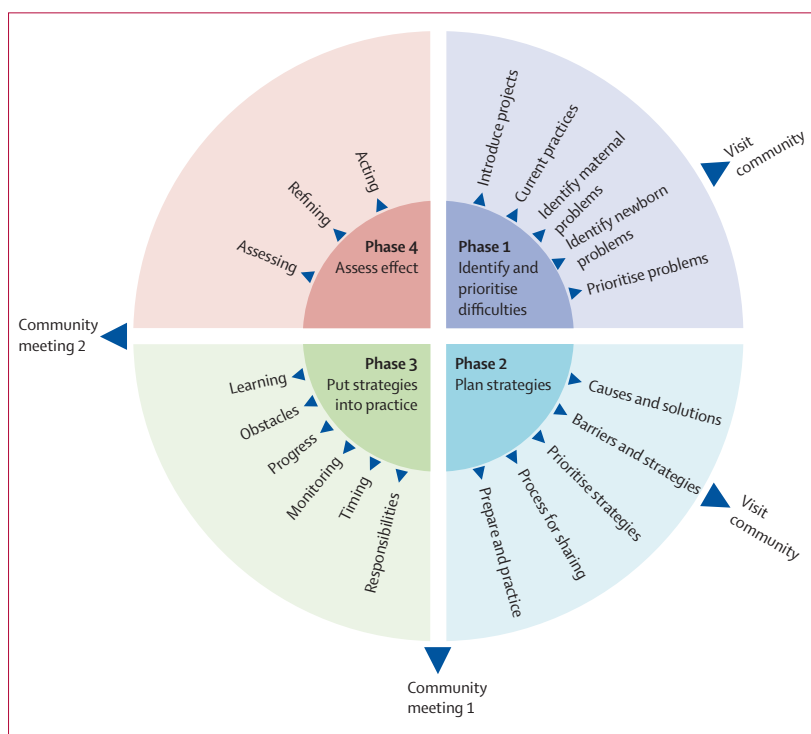 Phase 1
Identify and
prioritise
difficulties
Introduce projects
Current practices
Identify maternal
problems
Identify newborn
problems
Prioritise problems
Visit
community
Phase 2
Plan strategies
Causes and solutions
Barriers and strategies
Prioritise strategies
Process for sharing
Prepare and practice
Visit
community
Community
meeting 1
Phase 3
Put strategies
into practice
Responsibilities
Timing
Monitoring
Progress
Obstacles
Learning
Community
meeting 2
Phase 4
Assess effect
Assessing
Refining
Acting